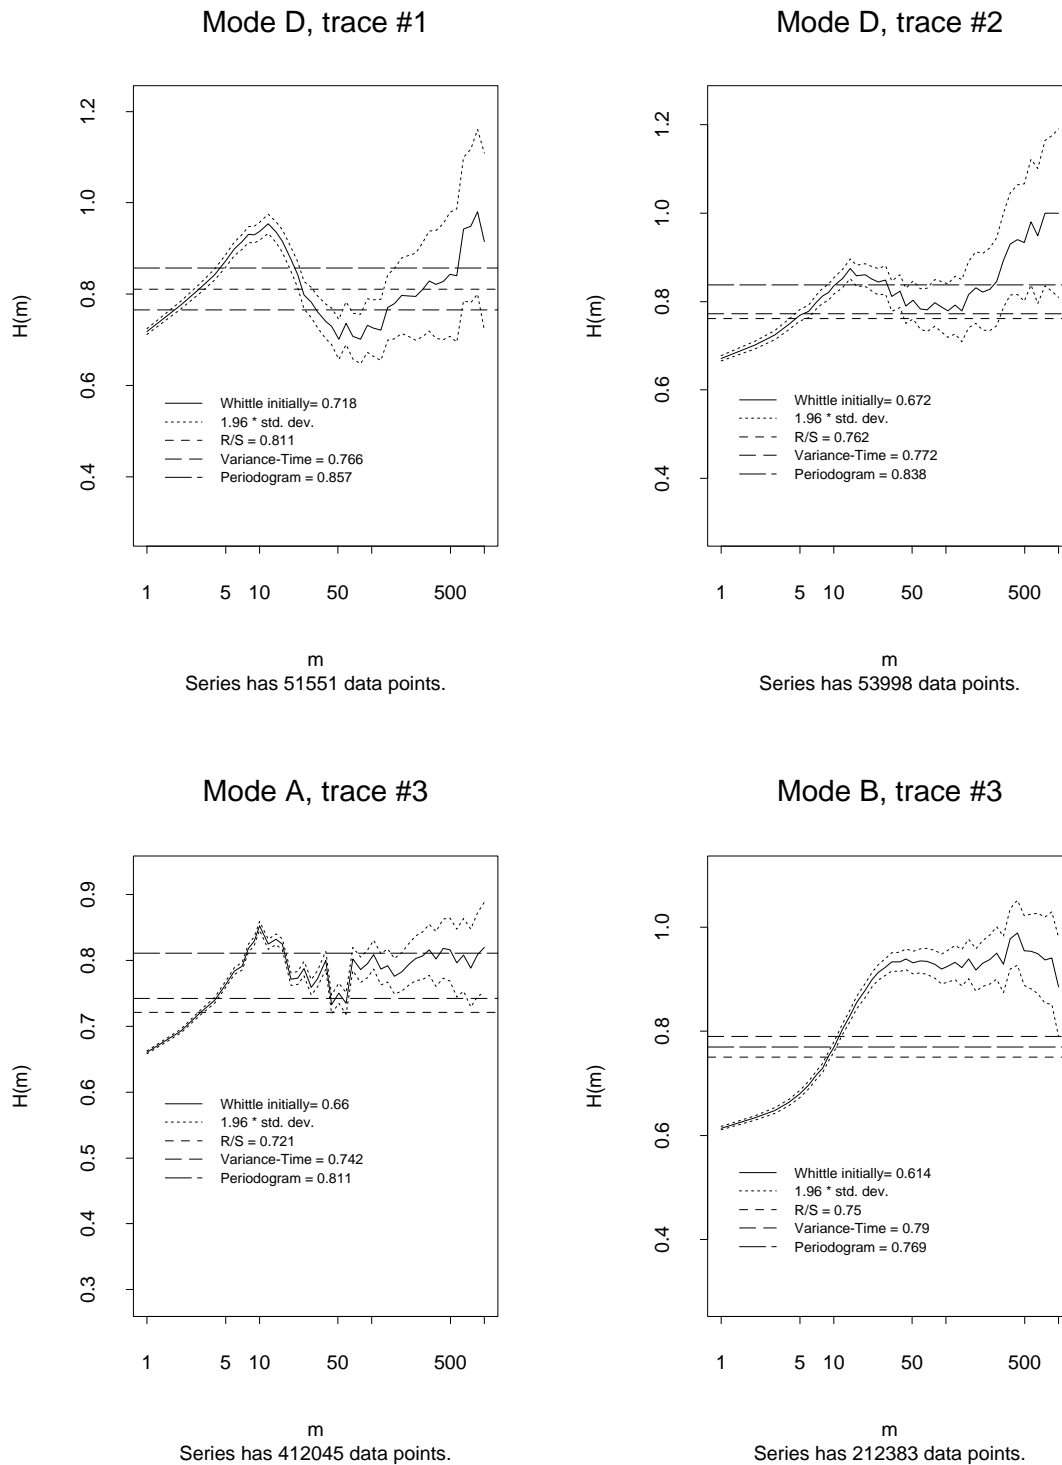 Mode D, trace #1
H(m)
1.2
1.0
0.8
0.6
0.4
Whittle initially= 0.718
1.96 * std. dev.
R/S = 0.811
Variance-Time = 0.766
Periodogram = 0.857
1 5 10 50 500
m
Series has 51551 data points.
Mode D, trace #2
H(m)
1.2
1.0
0.8
0.6
0.4
Whittle initially= 0.672
1.96 * std. dev.
R/S = 0.762
Variance-Time = 0.772
Periodogram = 0.838
1 5 10 50 500
m
Series has 53998 data points.
Mode A, trace #3
H(m)
0.9
0.8
0.7
0.6
0.5
0.4
0.3
Whittle initially= 0.66
1.96 * std. dev.
R/S = 0.721
Variance-Time = 0.742
Periodogram = 0.811
1 5 10 50 500
m
Series has 412045 data points.
Mode B, trace #3
H(m)
1.0
0.8
0.6
0.4
Whittle initially= 0.614
1.96 * std. dev.
R/S = 0.75
Variance-Time = 0.79
Periodogram = 0.769
1 5 10 50 500
m
Series has 212383 data points.